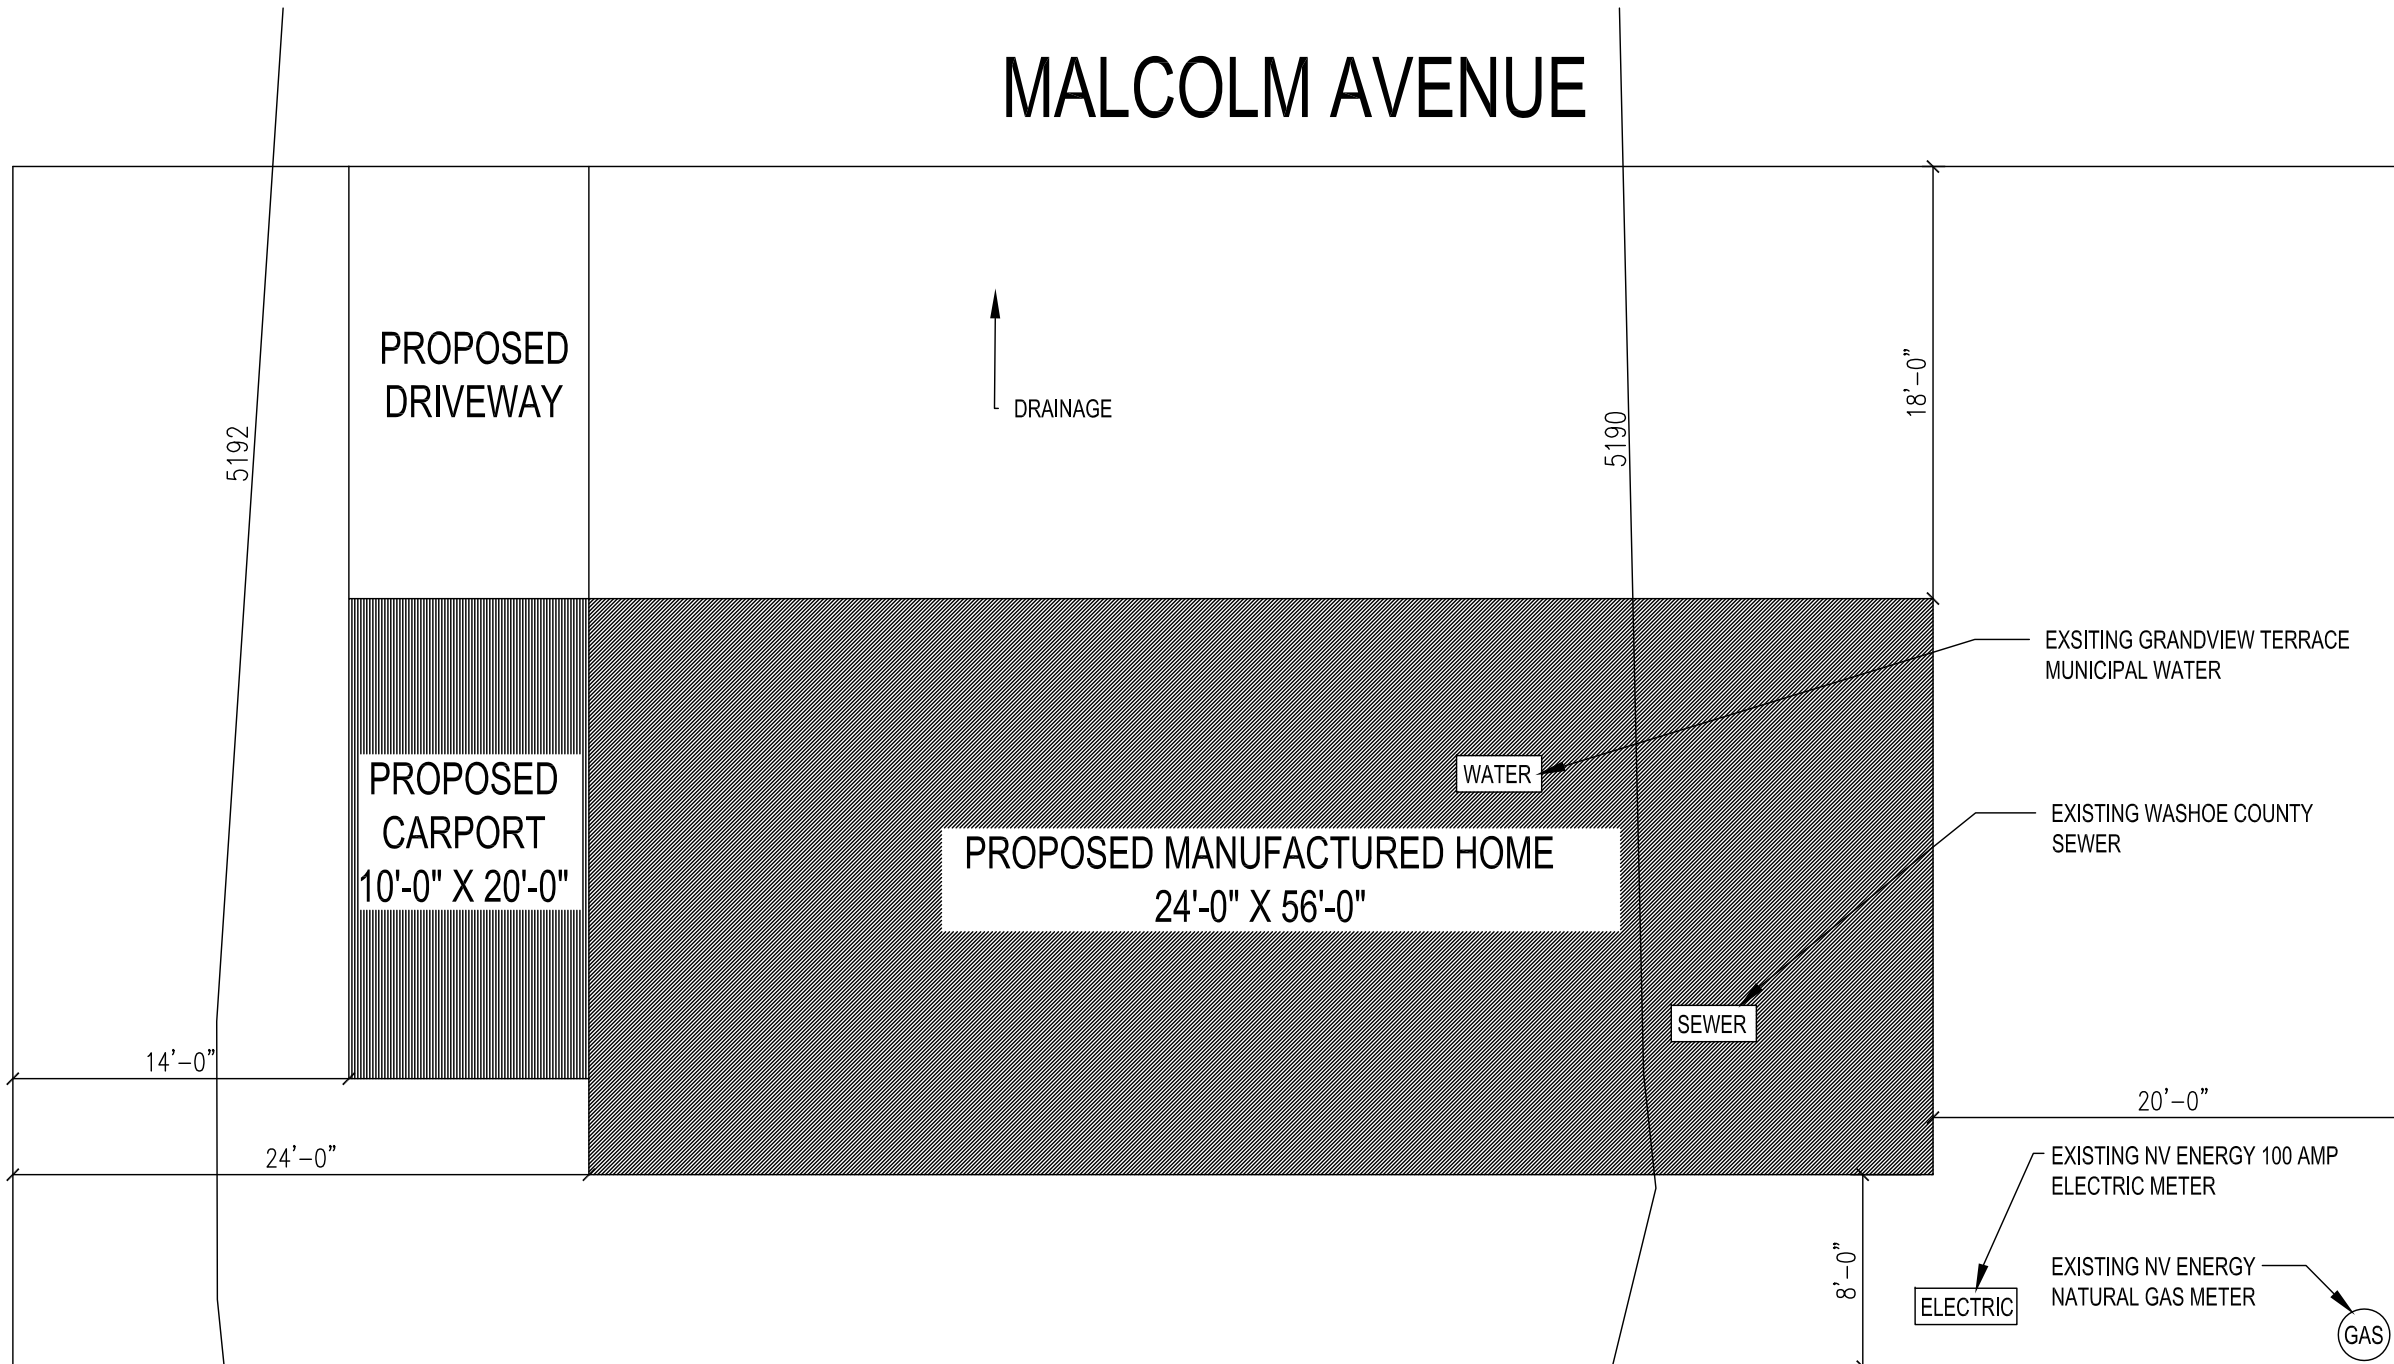 MALCOLM AVENUE
PROPOSED
DRIVEWAY
5192
DRAINAGE
5190
18'-0"
EXSITING GRANDVIEW TERRACE
MUNICIPAL WATER
WATER
PROPOSED
CARPORT
10'-0" X 20'-0"
PROPOSED MANUFACTURED HOME
24'-0" X 56'-0"
EXISTING WASHOE COUNTY
SEWER
SEWER
14'-0"
24'-0"
20'-0"
8'-0"
EXISTING NV ENERGY 100 AMP
ELECTRIC METER
ELECTRIC
EXISTING NV ENERGY
NATURAL GAS METER
GAS